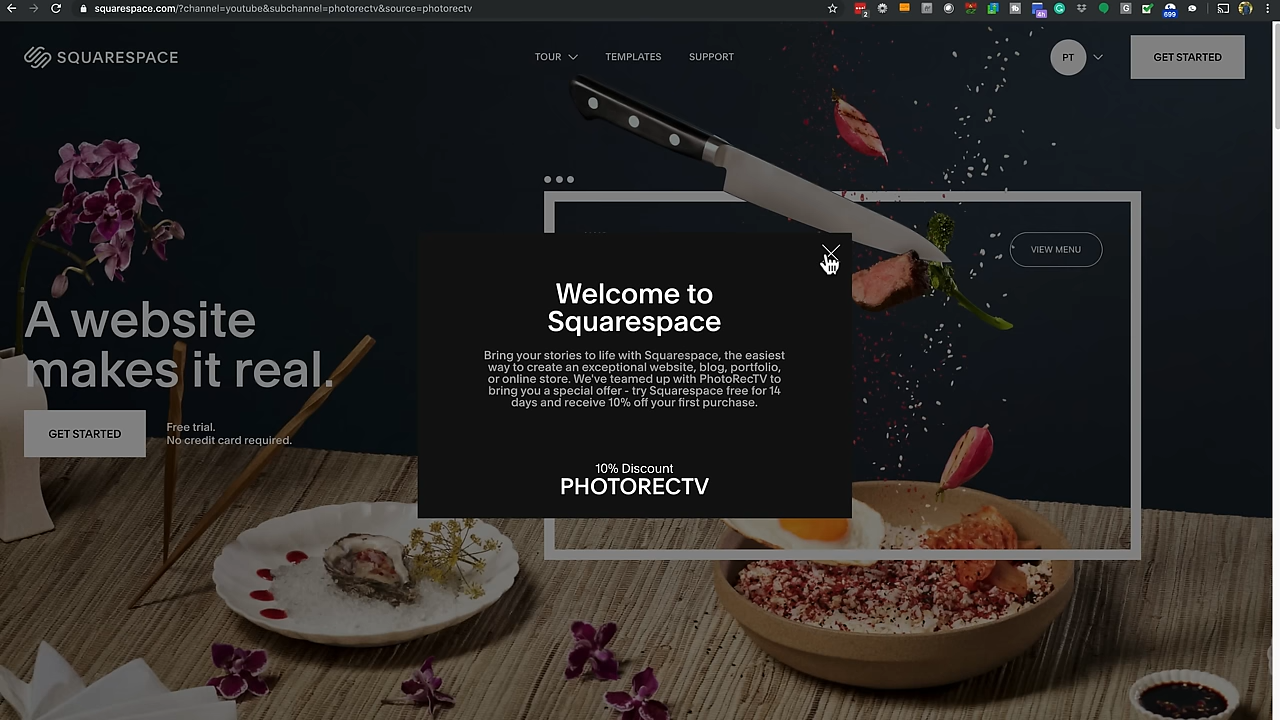 squarespace.com/?channel=youtube&subchannel=photorectv&source=photorectv
2
4h
699
SQUARESPACE
TOUR
TEMPLATES
SUPPORT
PT
GET STARTED
VIEW MENU
A website
makes it real.
GET STARTED
Free trial.
No credit card required.
Welcome to
Squarespace
Bring your stories to life with Squarespace, the easiest
way to create an exceptional website, blog, portfolio,
or online store. We've teamed up with PhotoRecTV to
bring you a special offer - try Squarespace free for 14
days and receive 10% off your first purchase.
10% Discount
PHOTORECTV